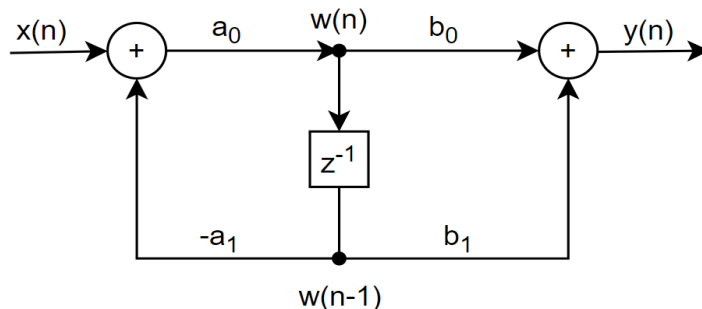 x(n) + a₀ w(n) b₀ + y(n)
z⁻¹
-a₁ b₁
w(n-1)